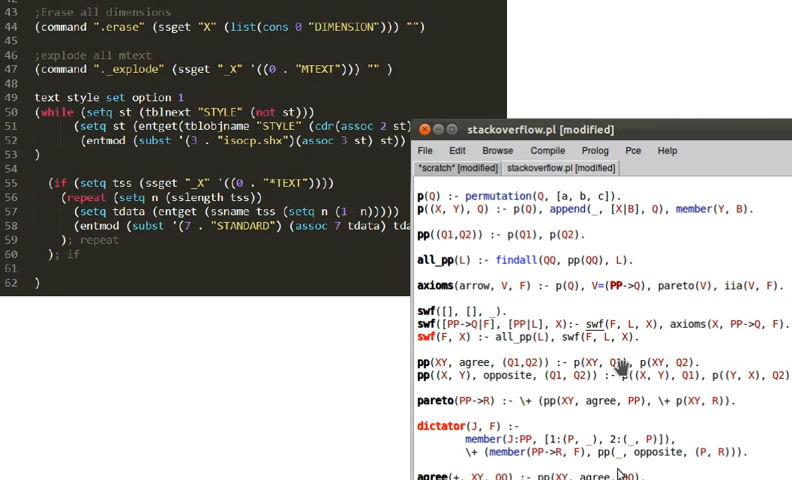 43 ;Erase all dimensions
44 (command ".erase" (ssget "X" (list(cons 0 "DIMENSION"))) "")
45
46 ;explode all mtext
47 (command "._explode" (ssget "_X" '((0 . "MTEXT"))) "" )
48
49 text style set option 1
50 (while (setq st (tblnext "STYLE" (not st)))
51 (setq st (entget(tblobjname "STYLE" (cdr(assoc 2 st)
52 (entmod (subst '(3 . "isocp.shx")(assoc 3 st) st))
53 )
54
55 (if (setq tss (ssget "_X" '((0 . "*TEXT"))))
56 (repeat (setq n (sslength tss))
57 (setq tdata (entget (ssname tss (setq n (1- n)))))
58 (entmod (subst '(7 . "STANDARD") (assoc 7 tdata) tda
59 ); repeat
60 ); if
61
62 )
stackoverflow.pl [modified]
File Edit Browse Compile Prolog Pce Help
*scratch* [modified] stackoverflow.pl [modified]
p(Q) :- permutation(Q, [a, b, c]).
p((X, Y), Q) :- p(Q), append(_, [X|B], Q), member(Y, B).
pp((Q1,Q2)) :- p(Q1), p(Q2).
all_pp(L) :- findall(QQ, pp(QQ), L).
axioms(arrow, V, F) :- p(Q), V=(PP->Q), pareto(V), iia(V, F).
swf([], [], _).
swf([PP->Q|F], [PP|L], X):- swf(F, L, X), axioms(X, PP->Q, F).
swf(F, X) :- all_pp(L), swf(F, L, X).
pp(XY, agree, (Q1,Q2)) :- p(XY, Q1), p(XY, Q2).
pp((X, Y), opposite, (Q1, Q2)) :- p((X, Y), Q1), p((Y, X), Q2)
pareto(PP->R) :- \+ (pp(XY, agree, PP), \+ p(XY, R)).
dictator(J, F) :-
member(J:PP, [1:(P, _), 2:(_, P)]),
\+ (member(PP->R, F), pp(_, opposite, (P, R))).
agree(+, XY, QQ) :- pp(XY, agree, QQ).